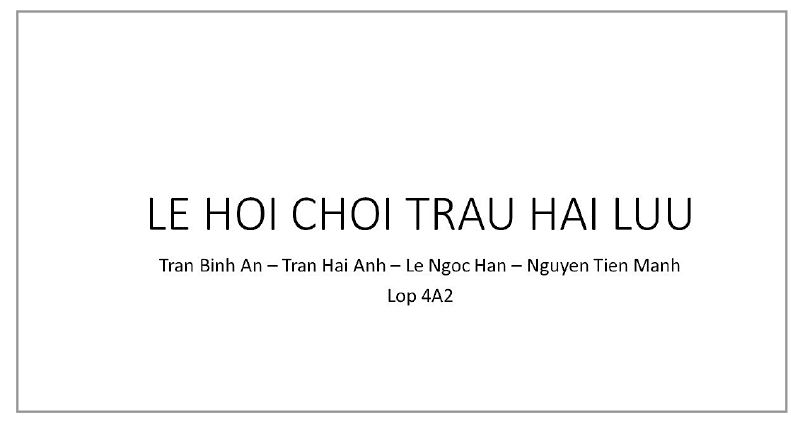 LE HOI CHOI TRAU HAI LUU
Tran Binh An – Tran Hai Anh – Le Ngoc Han – Nguyen Tien Manh
Lop 4A2